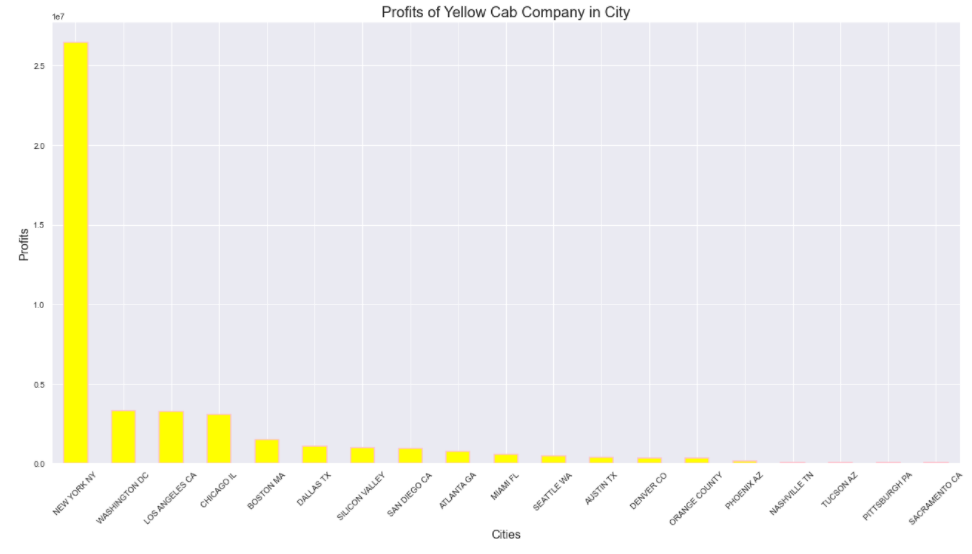 Profits of Yellow Cab Company in City
1e7
2.5
2.0
1.5
1.0
0.5
0.0
Profits
NEW YORK NY
WASHINGTON DC
LOS ANGELES CA
CHICAGO IL
BOSTON MA
DALLAS TX
SILICON VALLEY
SAN DIEGO CA
ATLANTA GA
MIAMI FL
SEATTLE WA
AUSTIN TX
DENVER CO
ORANGE COUNTY
PHOENIX AZ
NASHVILLE TN
TUCSON AZ
PITTSBURGH PA
SACRAMENTO CA
Cities